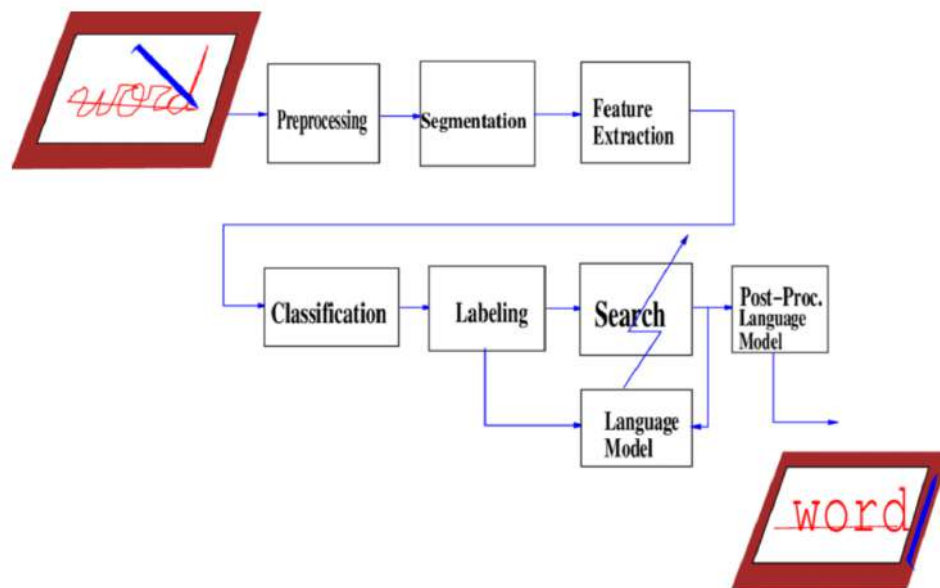 word
Preprocessing
Segmentation
Feature
Extraction
Classification
Labeling
Search
Post-Proc.
Language
Model
Language
Model
word